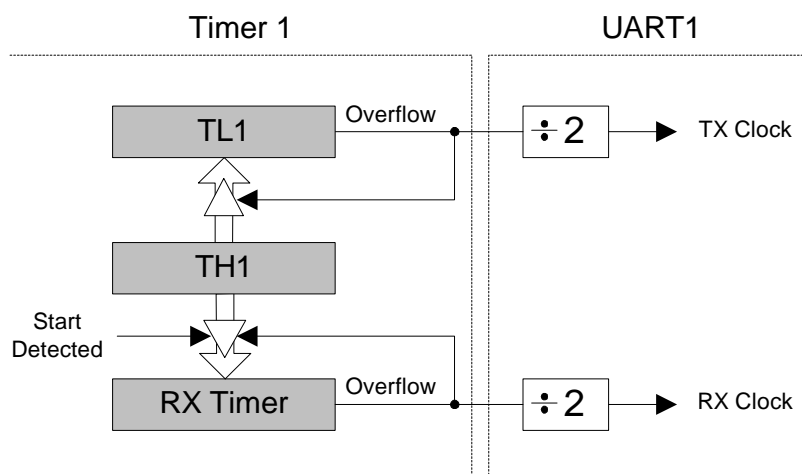 Timer 1
UART1
TL1
Overflow
÷ 2
TX Clock
TH1
Start
Detected
RX Timer
Overflow
÷ 2
RX Clock